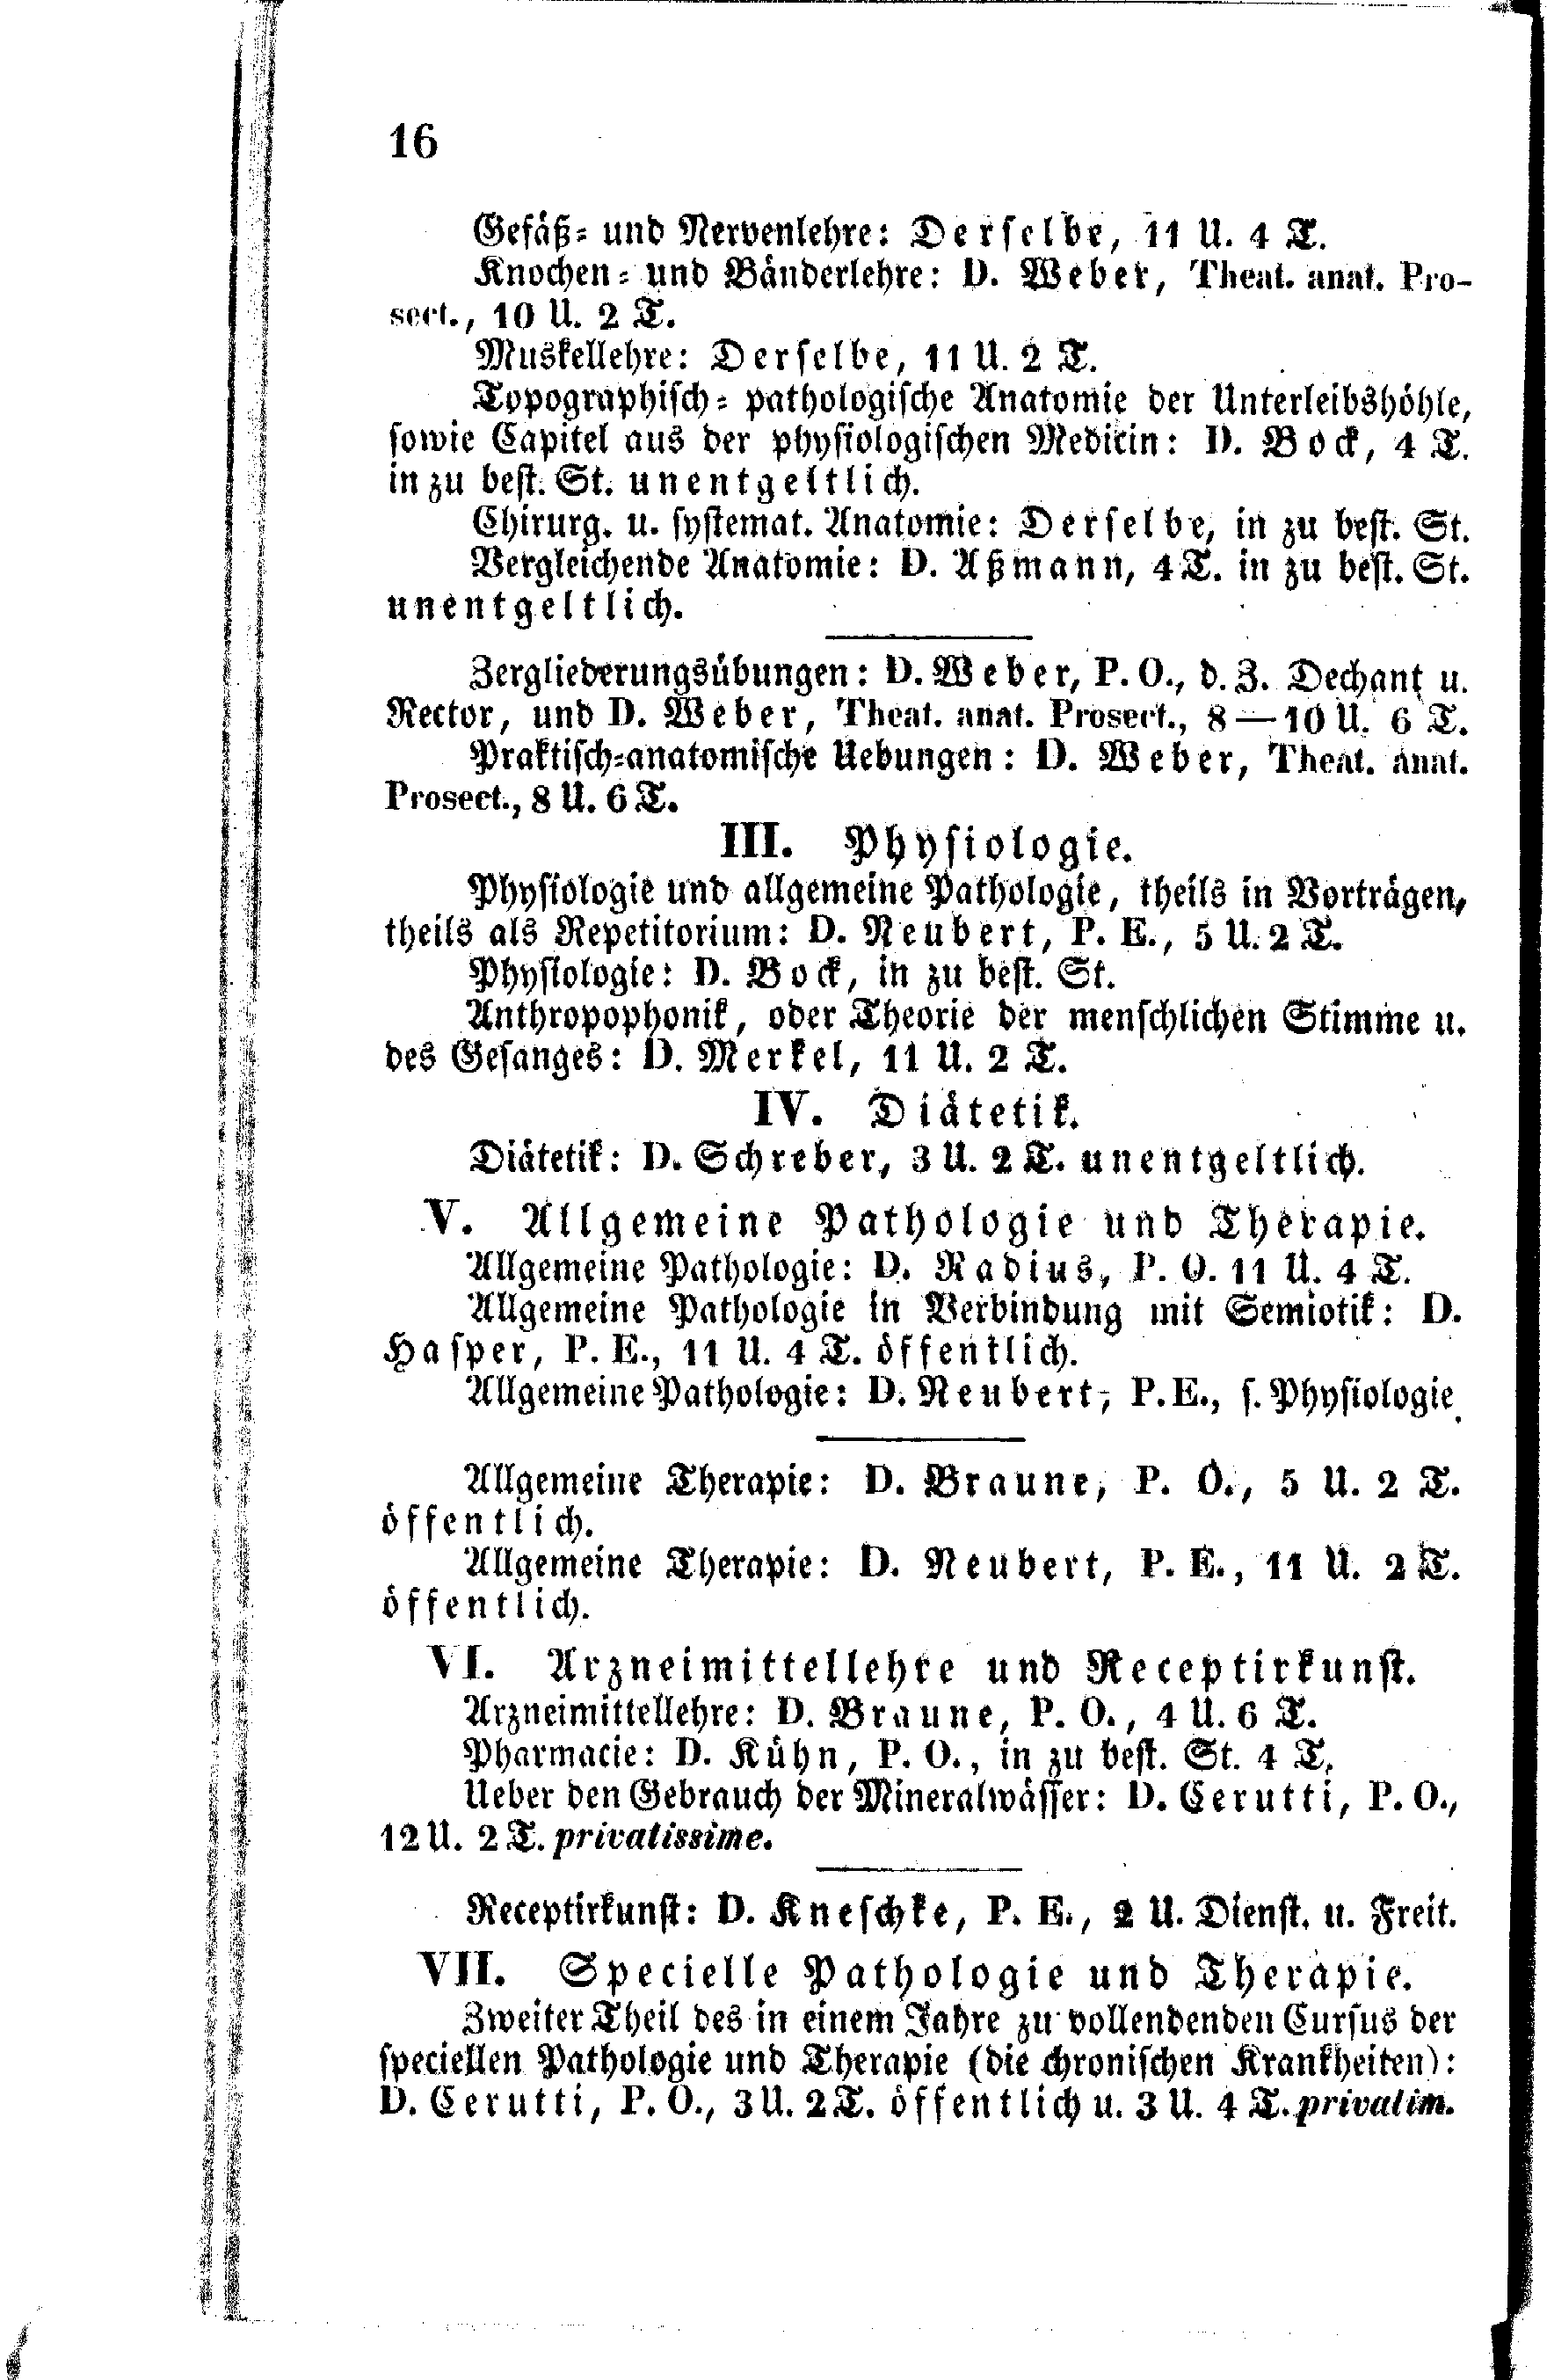 16
Gefäß- und Nervenlehre: Derselbe, 11 U. 4 T.
Knochen- und Bänderlehre: D. Weber, Theat. anat. Pro-
sect., 10 U. 2 T.
Muskellehre: Derselbe, 11 U. 2 T.
Topographisch-pathologische Anatomie der Unterleibshöhle,
sowie Capitel aus der physiologischen Medicin: D. Bock, 4 T.
in zu best. St. unentgeltlich.
Chirurg. u. systemat. Anatomie: Derselbe, in zu best. St.
Vergleichende Anatomie: D. Aßmann, 4 T. in zu best. St.
unentgeltlich.
Zergliederungsübungen: D. Weber, P. O., d. Z. Dechant u.
Rector, und D. Weber, Theat. anat. Prosect., 8—10 U. 6 T.
Praktisch-anatomische Uebungen: D. Weber, Theat. anat.
Prosect., 8 U. 6 T.
III. Physiologie.
Physiologie und allgemeine Pathologie, theils in Vorträgen,
theils als Repetitorium: D. Neubert, P. E., 5 U. 2 T.
Physiologie: D. Bock, in zu best. St.
Anthropophonik, oder Theorie der menschlichen Stimme u.
des Gesanges: D. Merkel, 11 U. 2 T.
IV. Diätetik.
Diätetik: D. Schreber, 3 U. 2 T. unentgeltlich.
V. Allgemeine Pathologie und Therapie.
Allgemeine Pathologie: D. Radius, P. O. 11 U. 4 T.
Allgemeine Pathologie in Verbindung mit Semiotik: D.
Hasper, P. E., 11 U. 4 T. öffentlich.
Allgemeine Pathologie: D. Neubert, P. E., s. Physiologie.
Allgemeine Therapie: D. Braune, P. O., 5 U. 2 T.
öffentlich.
Allgemeine Therapie: D. Neubert, P. E., 11 U. 2 T.
öffentlich.
VI. Arzneimittellehre und Receptirkunst.
Arzneimittellehre: D. Braune, P. O., 4 U. 6 T.
Pharmacie: D. Kühn, P. O., in zu best. St. 4 T.
Ueber den Gebrauch der Mineralwässer: D. Cerutti, P. O.,
12 U. 2 T. privatissime.
Receptirkunst: D. Kneschke, P. E., 2 U. Dienst. u. Freit.
VII. Specielle Pathologie und Therapie.
Zweiter Theil des in einem Jahre zu vollendenden Cursus der
speciellen Pathologie und Therapie (die chronischen Krankheiten):
D. Cerutti, P. O., 3 U. 2 T. öffentlich u. 3 U. 4 T. privatim.